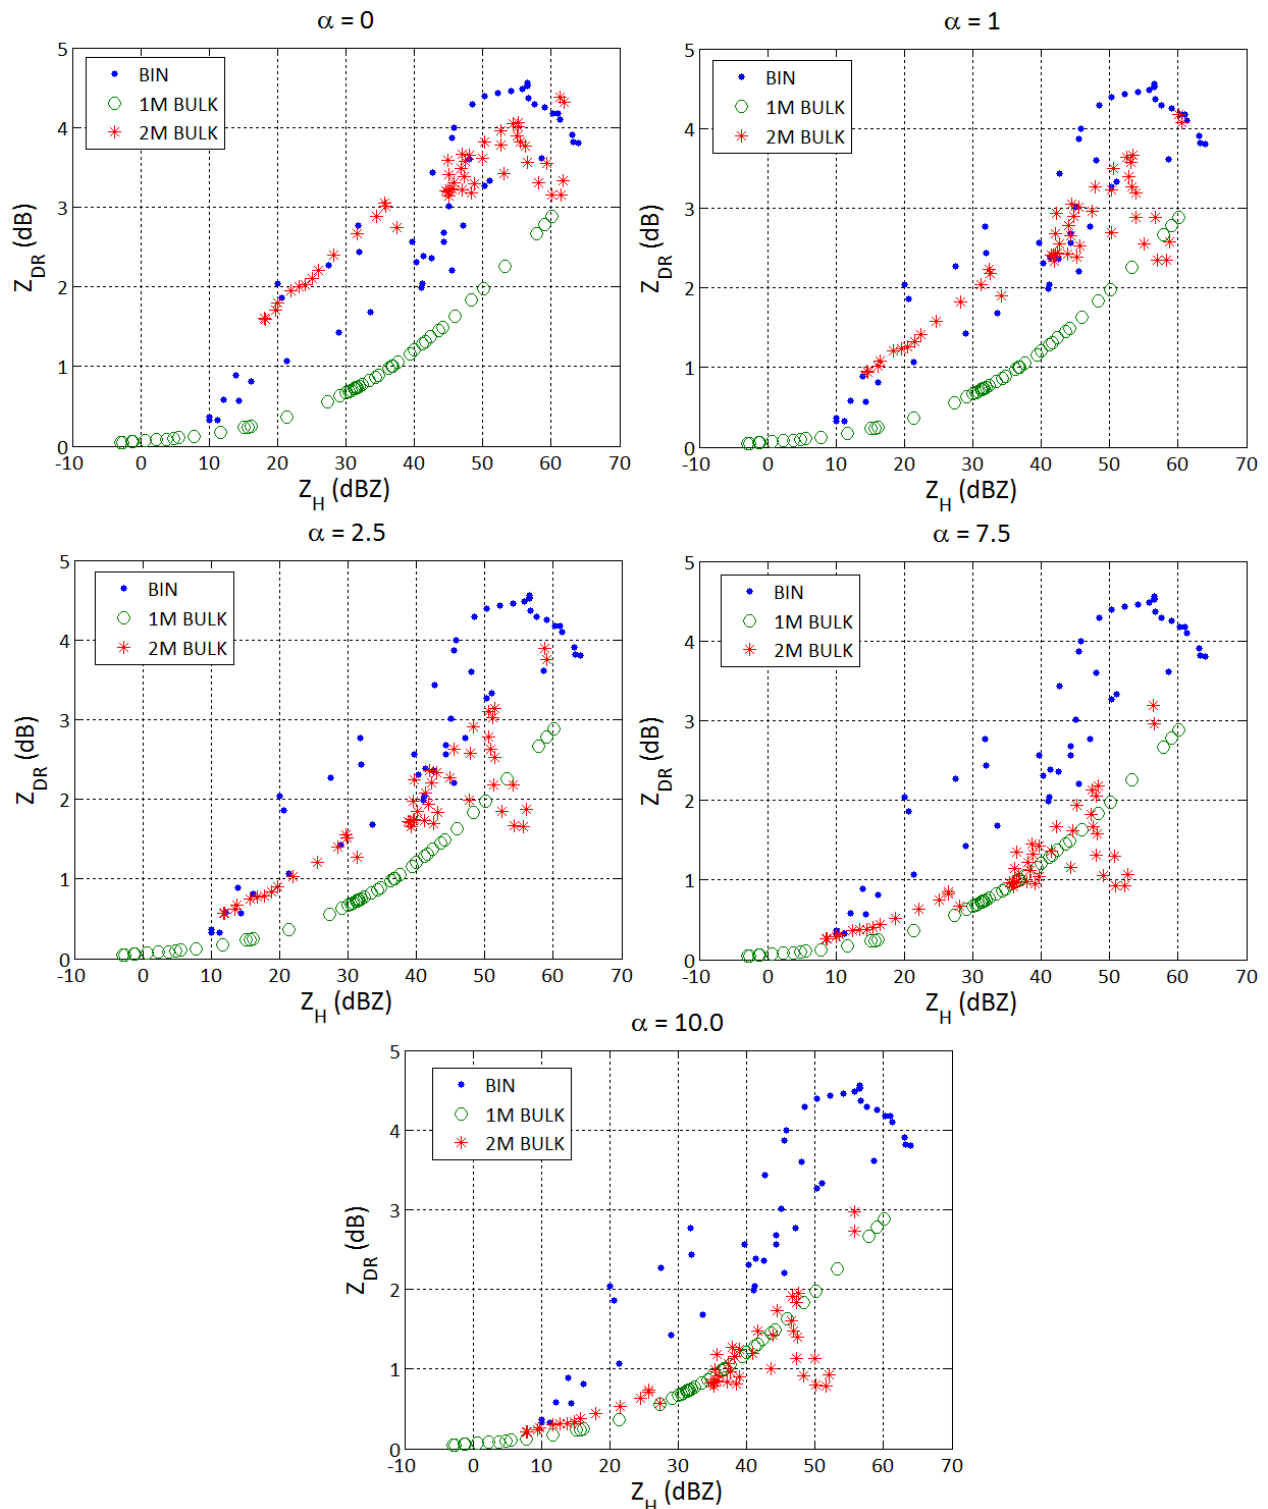 α = 0
5
4
3
2
1
0
Z_DR (dB)
BIN
1M BULK
2M BULK
-10 0 10 20 30 40 50 60 70
Z_H (dBZ)
α = 1
5
4
3
2
1
0
Z_DR (dB)
BIN
1M BULK
2M BULK
-10 0 10 20 30 40 50 60 70
Z_H (dBZ)
α = 2.5
5
4
3
2
1
0
Z_DR (dB)
BIN
1M BULK
2M BULK
-10 0 10 20 30 40 50 60 70
Z_H (dBZ)
α = 7.5
5
4
3
2
1
0
Z_DR (dB)
BIN
1M BULK
2M BULK
-10 0 10 20 30 40 50 60 70
Z_H (dBZ)
α = 10.0
5
4
3
2
1
0
Z_DR (dB)
BIN
1M BULK
2M BULK
-10 0 10 20 30 40 50 60 70
Z_H (dBZ)